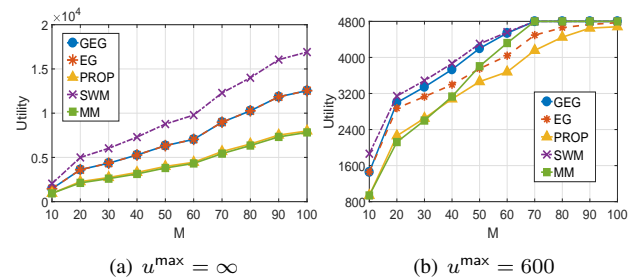 2 ×10⁴
1.5
1
0.5
0
Utility
10 20 30 40 50 60 70 80 90 100
M
GEG
EG
PROP
SWM
MM
(a) u^max = ∞
4800
4000
3200
2400
1600
800
Utility
10 20 30 40 50 60 70 80 90 100
M
GEG
EG
PROP
SWM
MM
(b) u^max = 600